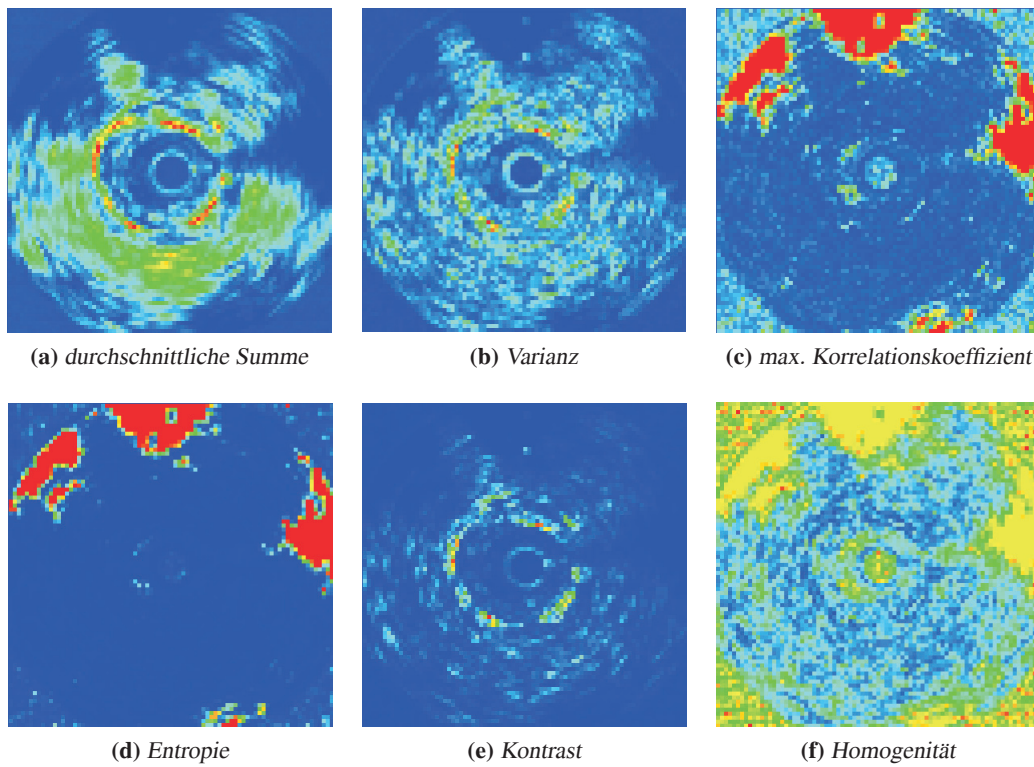 (a) durchschnittliche Summe
(b) Varianz
(c) max. Korrelationskoeffizient
(d) Entropie
(e) Kontrast
(f) Homogenität